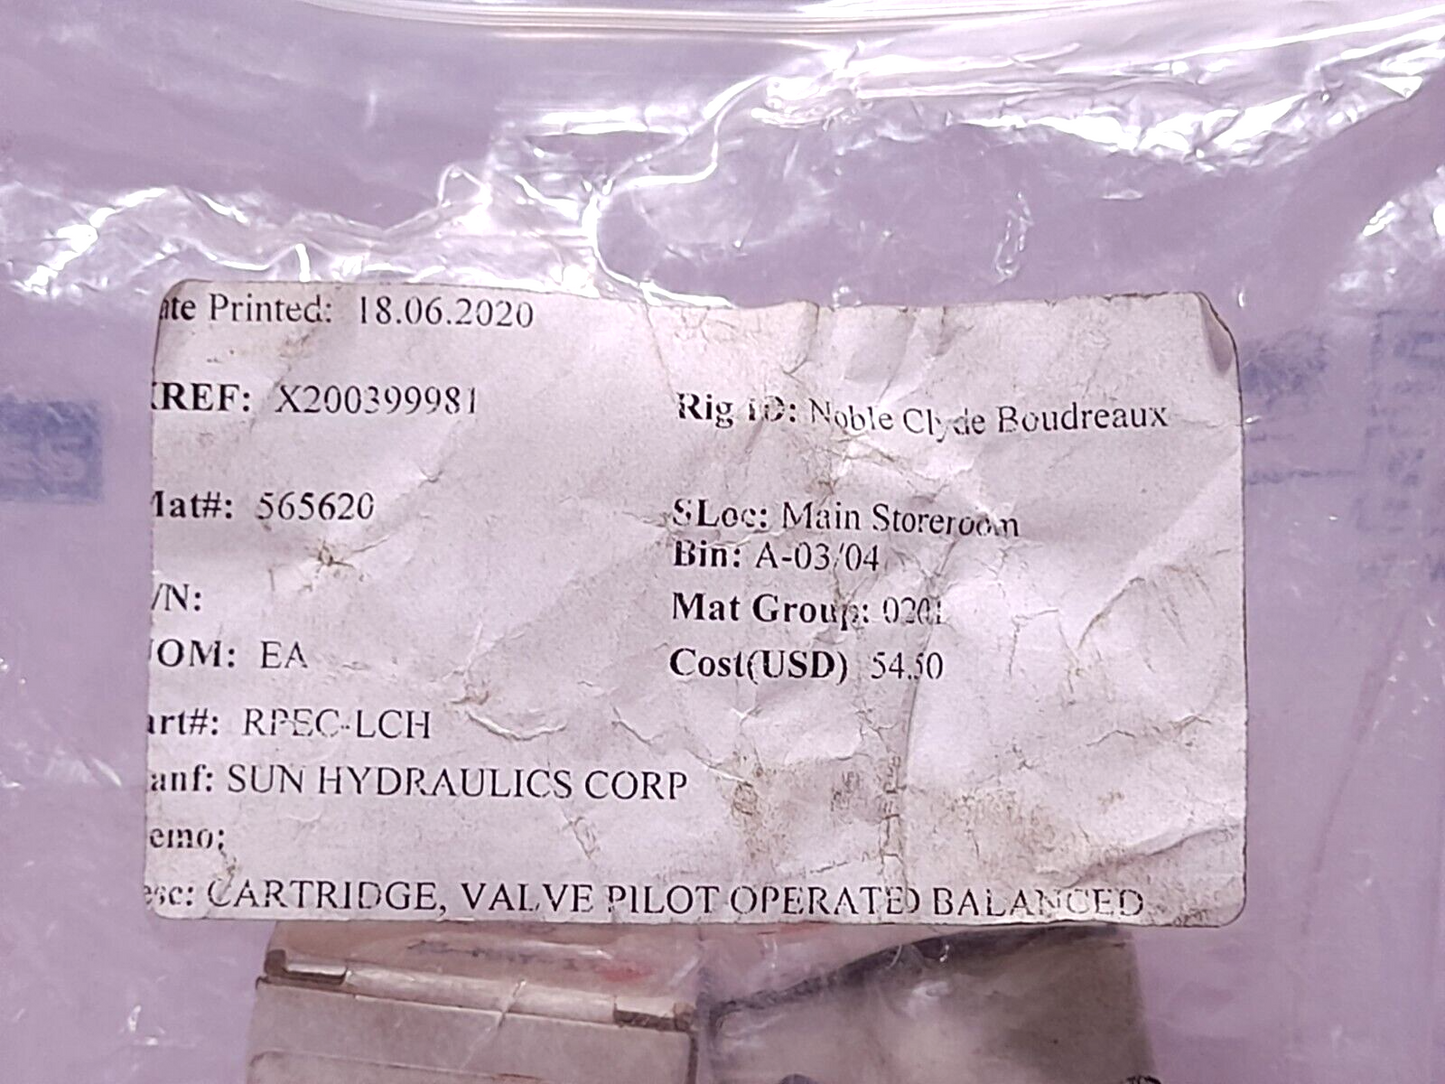 ate Printed: 18.06.2020
REF: X200399981
Rig ID: Noble Clyde Boudreaux
Mat#: 565620
SLoc: Main Storeroom
Bin: A-03/04
/N:
Mat Group: 0201
OM: EA
Cost(USD) 54.50
art#: RPEC-LCH
anf: SUN HYDRAULICS CORP
emo:
esc: CARTRIDGE, VALVE PILOT OPERATED BALANCED